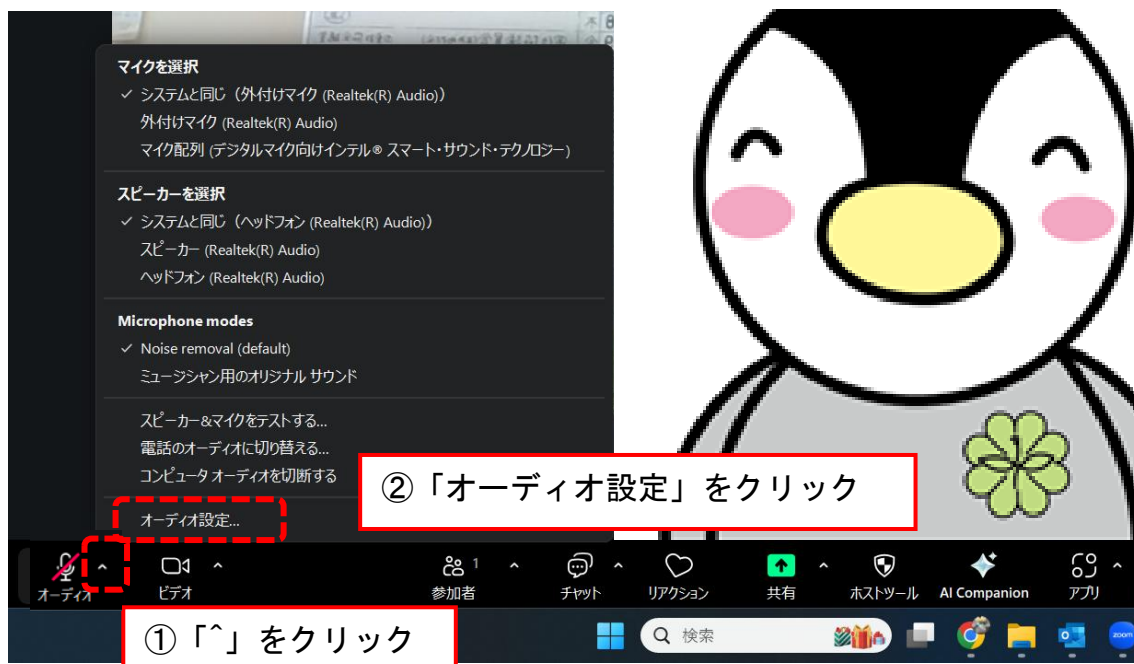 マイクを選択
✓ システムと同じ（外付けマイク (Realtek(R) Audio)）
外付けマイク (Realtek(R) Audio)
マイク配列 (デジタルマイク向けインテル® スマート・サウンド・テクノロジー)
スピーカーを選択
✓ システムと同じ（ヘッドフォン (Realtek(R) Audio)）
スピーカー (Realtek(R) Audio)
ヘッドフォン (Realtek(R) Audio)
Microphone modes
✓ Noise removal (default)
ミュージシャン用のオリジナル サウンド
スピーカー&マイクをテストする...
電話のオーディオに切り替える...
コンピュータ オーディオを切断する
②「オーディオ設定」をクリック
オーディオ設定...
1
オーディオ ビデオ 参加者 チャット リアクション 共有 ホストツール AI Companion アプリ
①「^」をクリック
検索
zoom